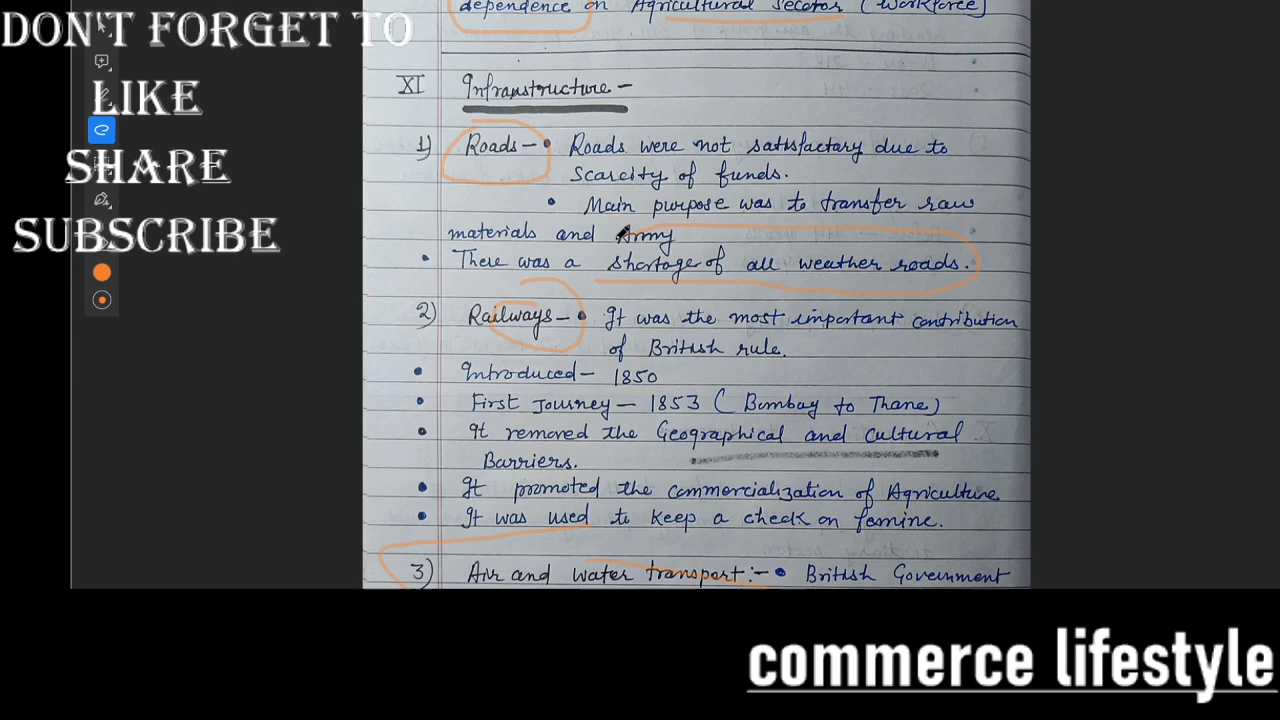 DON'T FORGET TO
LIKE
SHARE
SUBSCRIBE
dependence on Agricultural Sector (Workforce)
XI Infrastructure –
1) Roads – • Roads were not satisfactory due to
scarcity of funds.
• Main purpose was to transfer raw
materials and Army
• There was a shortage of all weather roads.
2) Railways – • It was the most important contribution
of British rule.
• Introduced – 1850
• First Journey – 1853 (Bombay to Thane)
• It removed the Geographical and Cultural
Barriers.
• It promoted the commercialization of Agriculture
• It was used to keep a check on famine.
3) Air and water transport :– • British Government
commerce lifestyle